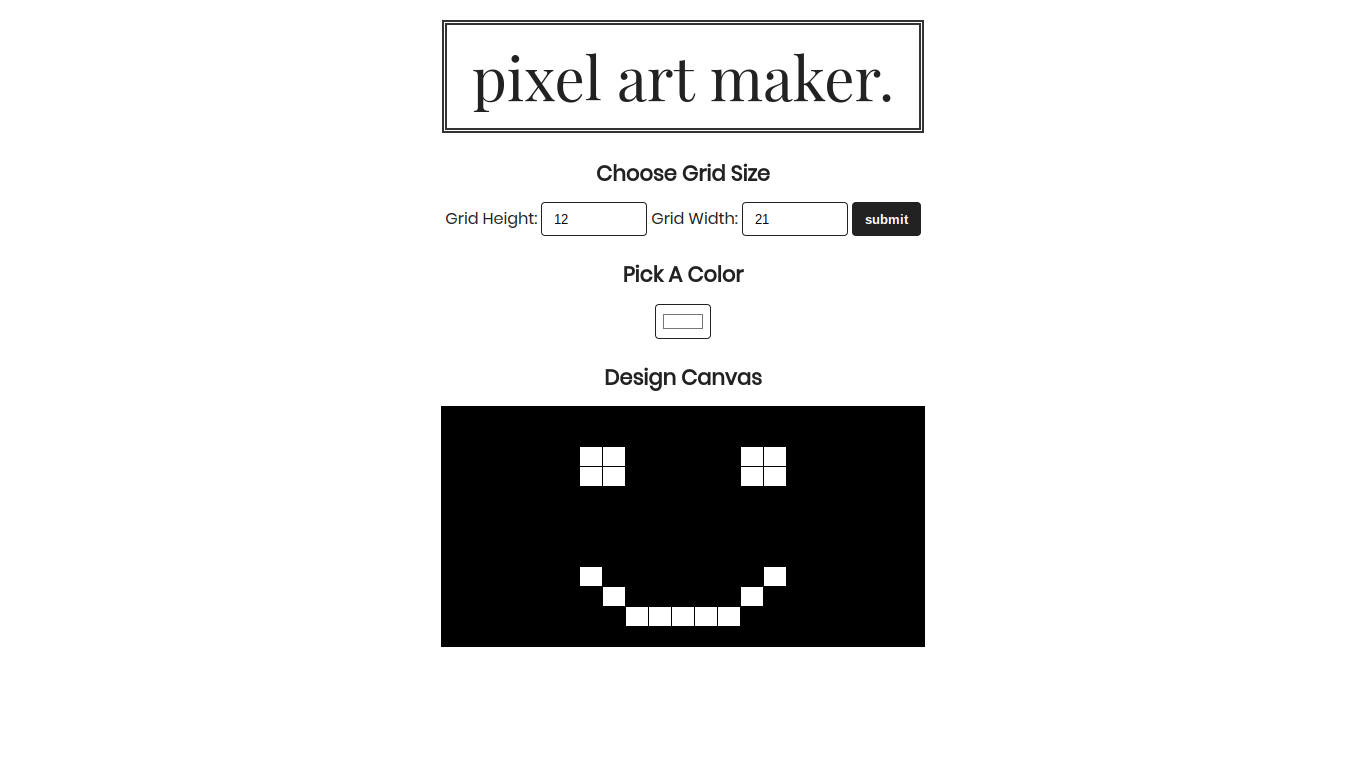 pixel art maker.
Choose Grid Size
Grid Height: 12 Grid Width: 21 submit
Pick A Color
Design Canvas